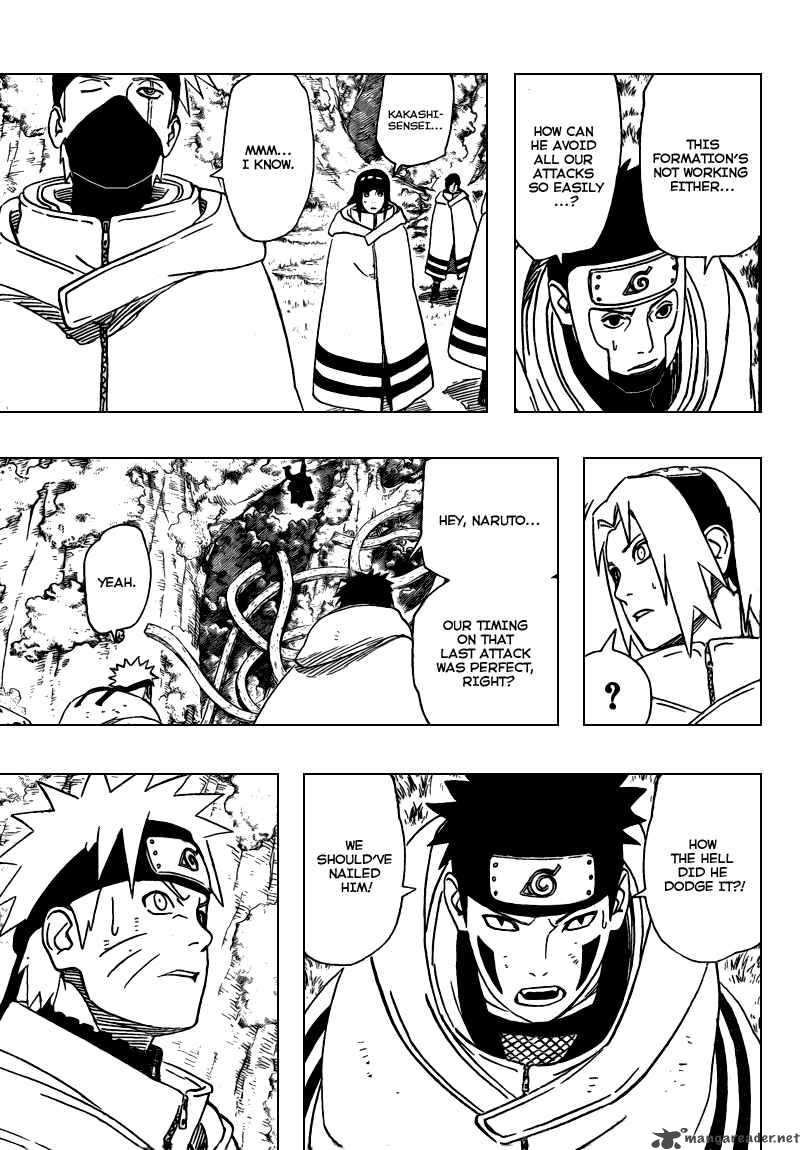 THIS
FORMATION'S
NOT WORKING
EITHER...
HOW CAN
HE AVOID
ALL OUR
ATTACKS
SO EASILY
...?
KAKASHI-
SENSEI...
MMM...
I KNOW.
?
HEY, NARUTO...
OUR TIMING
ON THAT
LAST ATTACK
WAS PERFECT,
RIGHT?
YEAH.
HOW
THE HELL
DID HE
DODGE IT?!
WE
SHOULD'VE
NAILED
HIM!
mangareader.net